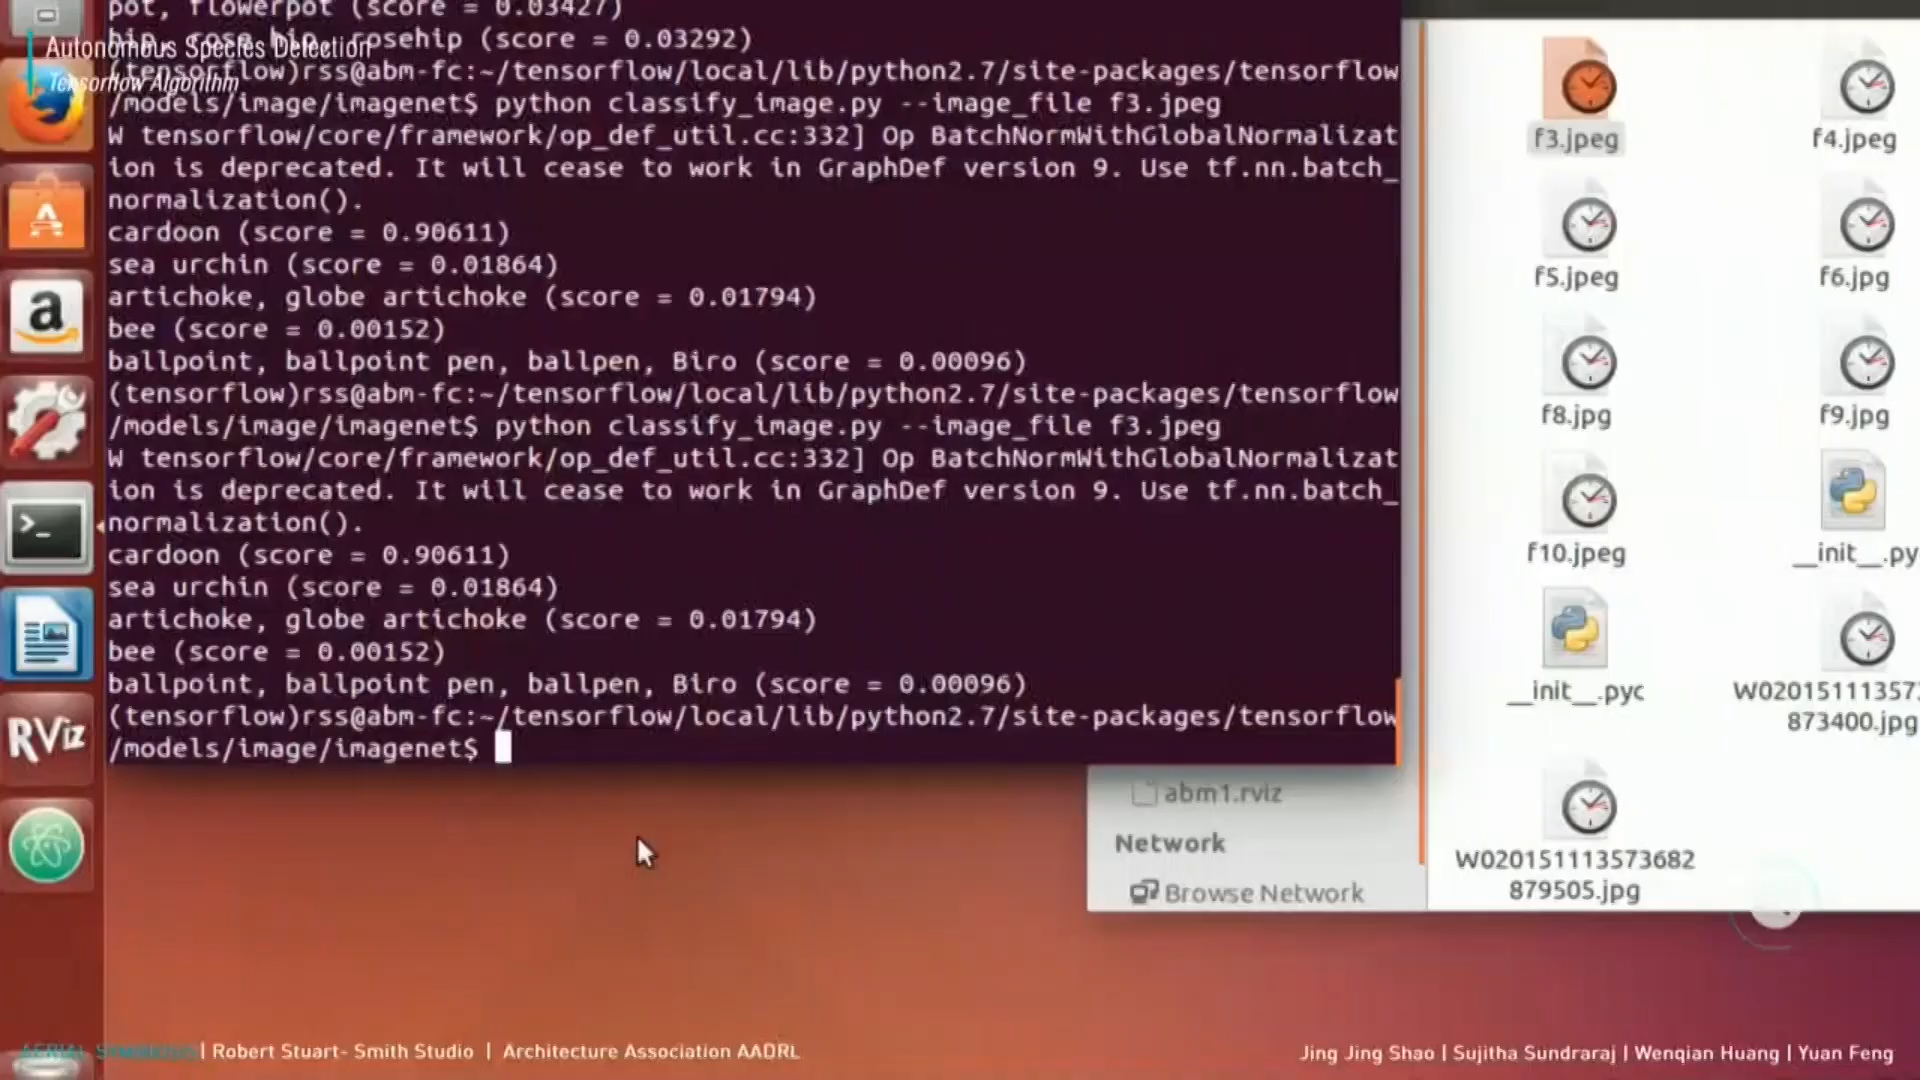 pot, flowerpot (score = 0.03427)
hip, rose hip, rosehip (score = 0.03292)
Autonomous Species Detection
Tensorflow Algorithm
(tensorflow)rss@abm-fc:~/tensorflow/local/lib/python2.7/site-packages/tensorflow
/models/image/imagenet$ python classify_image.py --image_file f3.jpeg
W tensorflow/core/framework/op_def_util.cc:332] Op BatchNormWithGlobalNormalizat
ion is deprecated. It will cease to work in GraphDef version 9. Use tf.nn.batch_
normalization().
cardoon (score = 0.90611)
sea urchin (score = 0.01864)
artichoke, globe artichoke (score = 0.01794)
bee (score = 0.00152)
ballpoint, ballpoint pen, ballpen, Biro (score = 0.00096)
(tensorflow)rss@abm-fc:~/tensorflow/local/lib/python2.7/site-packages/tensorflow
/models/image/imagenet$ python classify_image.py --image_file f3.jpeg
W tensorflow/core/framework/op_def_util.cc:332] Op BatchNormWithGlobalNormalizat
ion is deprecated. It will cease to work in GraphDef version 9. Use tf.nn.batch_
normalization().
cardoon (score = 0.90611)
sea urchin (score = 0.01864)
artichoke, globe artichoke (score = 0.01794)
bee (score = 0.00152)
ballpoint, ballpoint pen, ballpen, Biro (score = 0.00096)
(tensorflow)rss@abm-fc:~/tensorflow/local/lib/python2.7/site-packages/tensorflow
/models/image/imagenet$
RViz
f3.jpeg
f4.jpeg
f5.jpeg
f6.jpg
f8.jpg
f9.jpg
f10.jpeg
__init__.py
__init__.pyc
W02015111357
873400.jpg
W020151113573682
879505.jpg
abm1.rviz
Network
Browse Network
| Robert Stuart- Smith Studio | Architecture Association AADRL
Jing Jing Shao | Sujitha Sundraraj | Wenqian Huang | Yuan Feng